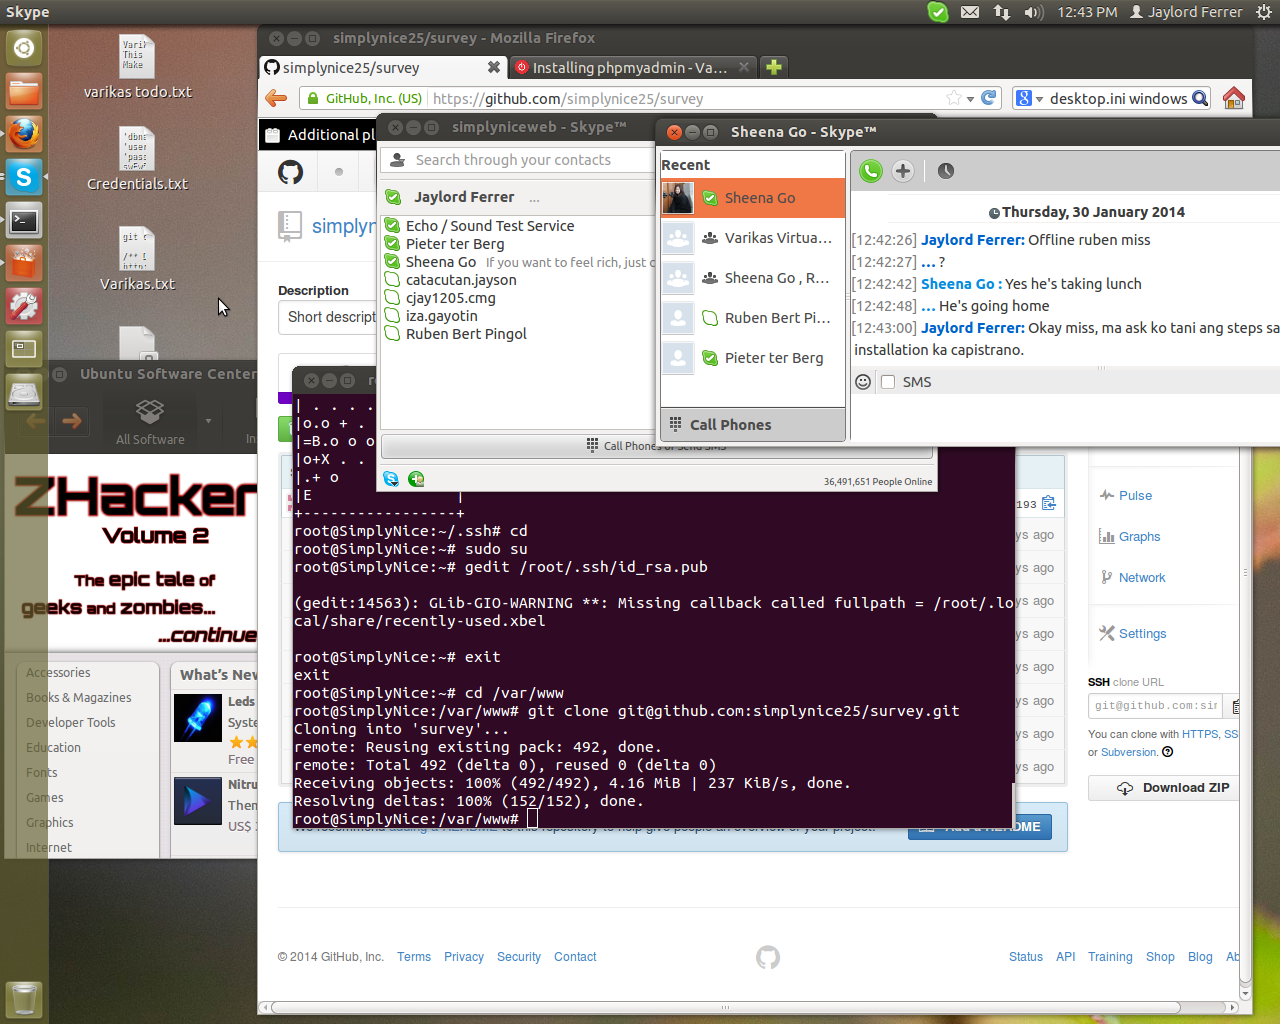 Skype
12:43 PM
Jaylord Ferrer
varikas todo.txt
Credentials.txt
Varikas.txt
simplynice25/survey - Mozilla Firefox
simplynice25/survey
Installing phpmyadmin - Va...
GitHub, Inc. (US)
https://github.com/simplynice25/survey
desktop.ini windows
Additional pl
simply
Description
Short descript
simplyniceweb - Skype™
Search through your contacts
Jaylord Ferrer ...
Echo / Sound Test Service
Pieter ter Berg
Sheena Go If you want to feel rich, just c
catacutan.jayson
cjay1205.cmg
iza.gayotin
Ruben Bert Pingol
36,491,651 People Online
Sheena Go - Skype™
Recent
Sheena Go
Varikas Virtua...
Sheena Go , R...
Ruben Bert Pi...
Pieter ter Berg
Call Phones
Thursday, 30 January 2014
[12:42:26] Jaylord Ferrer: Offline ruben miss
[12:42:27] ... ?
[12:42:42] Sheena Go : Yes he's taking lunch
[12:42:48] ... He's going home
[12:43:00] Jaylord Ferrer: Okay miss, ma ask ko tani ang steps sa
installation ka capistrano.
SMS
Ubuntu Software Center
All Software
ZHacker
Volume 2
The epic tale of
geeks and zombies...
...continue
Accessories
Books & Magazines
Developer Tools
Education
Fonts
Games
Graphics
Internet
What's New
Leds
Syste
Free
Nitru
Them
US$
| . . . .
|o.o + .
|=B.o o o
|o+X . .
|.+ o
|E |
+-----------------+
root@SimplyNice:~/.ssh# cd
root@SimplyNice:~# sudo su
root@SimplyNice:~# gedit /root/.ssh/id_rsa.pub
(gedit:14563): GLib-GIO-WARNING **: Missing callback called fullpath = /root/.lo
cal/share/recently-used.xbel
root@SimplyNice:~# exit
exit
root@SimplyNice:~# cd /var/www
root@SimplyNice:/var/www# git clone git@github.com:simplynice25/survey.git
Cloning into 'survey'...
remote: Reusing existing pack: 492, done.
remote: Total 492 (delta 0), reused 0 (delta 0)
Receiving objects: 100% (492/492), 4.16 MiB | 237 KiB/s, done.
Resolving deltas: 100% (152/152), done.
root@SimplyNice:/var/www#
193
ys ago
ys ago
ys ago
ys ago
ys ago
ys ago
ys ago
ys ago
Pulse
Graphs
Network
Settings
SSH clone URL
git@github.com:sim
You can clone with HTTPS, SS
or Subversion.
Download ZIP
© 2014 GitHub, Inc. Terms Privacy Security Contact
Status API Training Shop Blog Ab